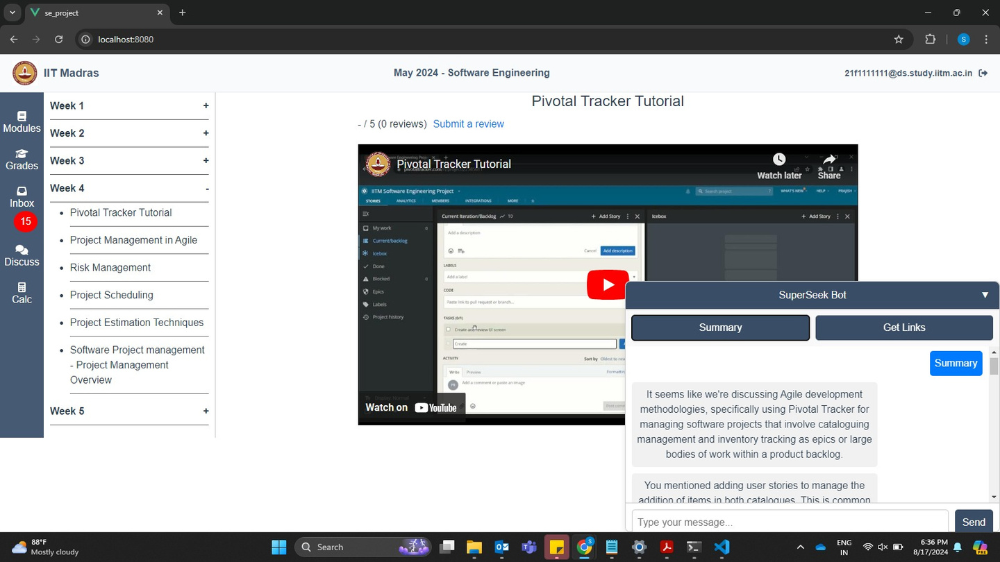 se_project
localhost:8080
IIT Madras
May 2024 - Software Engineering
21f1111111@ds.study.iitm.ac.in
Modules
Grades
Inbox
15
Discuss
Calc
Week 1 +
Week 2 +
Week 3 +
Week 4 -
Pivotal Tracker Tutorial
Project Management in Agile
Risk Management
Project Scheduling
Project Estimation Techniques
Software Project management
- Project Management
Overview
Week 5 +
Pivotal Tracker Tutorial
- / 5 (0 reviews) Submit a review
Pivotal Tracker Tutorial
Watch later
Share
IITM Software Engineering Project
Search project
WHAT'S NEW
HELP
PRAJISH
STORIES
ANALYTICS
MEMBERS
INTEGRATIONS
MORE
My work 0
Current/backlog
Icebox
Done
Blocked 0
Epics
Labels
Project history
Current Iteration/Backlog 10 + Add Story
Add a description
Cancel Add description
LABELS
Add a label
CODE
Paste link to pull request or branch...
TASKS (0/1)
Create and review UI screen
Create
ACTIVITY Sort by Oldest to
Write Preview Formatting
Add a comment or paste an image
Icebox + Add Story
Watch on YouTube
SuperSeek Bot ▼
Summary
Get Links
Summary
It seems like we're discussing Agile development
methodologies, specifically using Pivotal Tracker for
managing software projects that involve cataloguing
management and inventory tracking as epics or large
bodies of work within a product backlog.
You mentioned adding user stories to manage the
addition of items in both catalogues. This is common
Type your message...
Send
88°F
Mostly cloudy
Search
ENG
IN
6:36 PM
8/17/2024